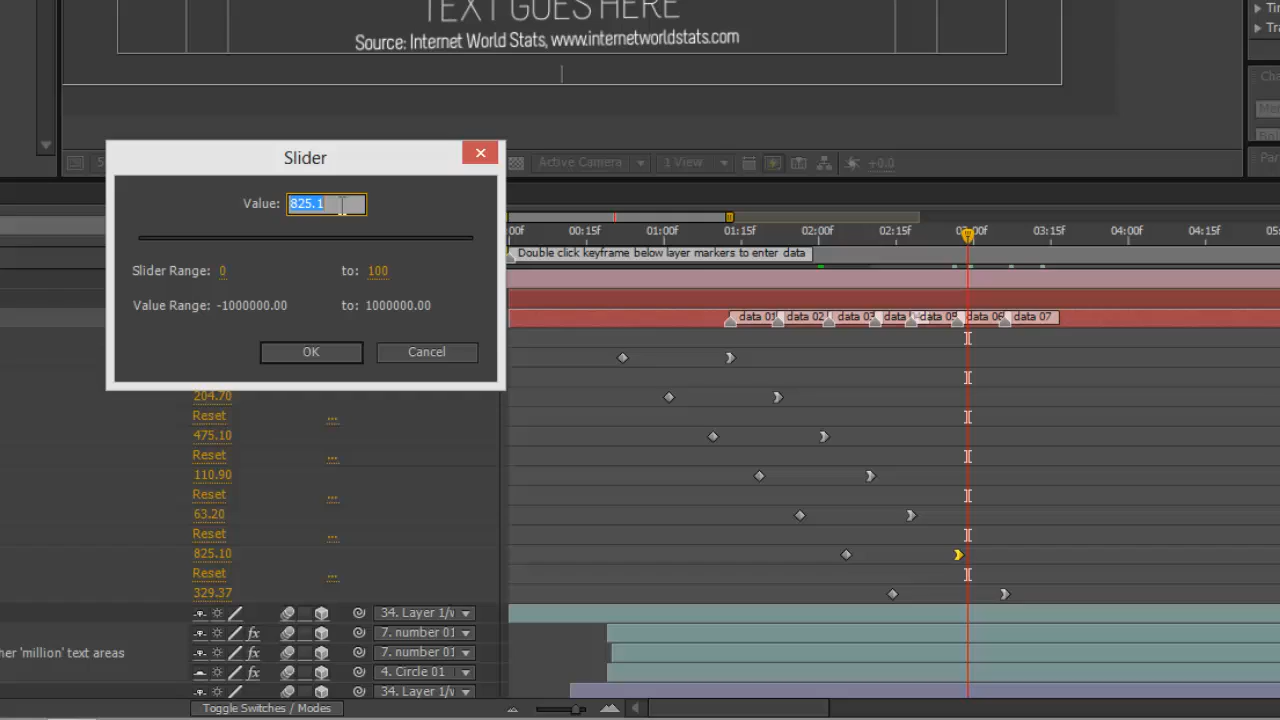 TEXT GOES HERE
Source: Internet World Stats, www.internetworldstats.com
Slider
Active Camera
1 View
+0.0
Value: 825.1
00:15f 01:00f 01:15f 02:00f 02:15f 03:15f 04:00f 04:15f
Double click keyframe below layer markers to enter data
Slider Range: 0 to: 100
Value Range: -1000000.00 to: 1000000.00
data 01 data 02 data 03 data data 05 data 06 data 07
OK Cancel
204.70
Reset ...
475.10
Reset ...
110.90
Reset ...
63.20
Reset ...
825.10
Reset ...
329.37
34. Layer 1/
fx 7. number 01
her 'million' text areas fx 7. number 01
fx 4. Circle 01
34. Layer 1/
Toggle Switches / Modes